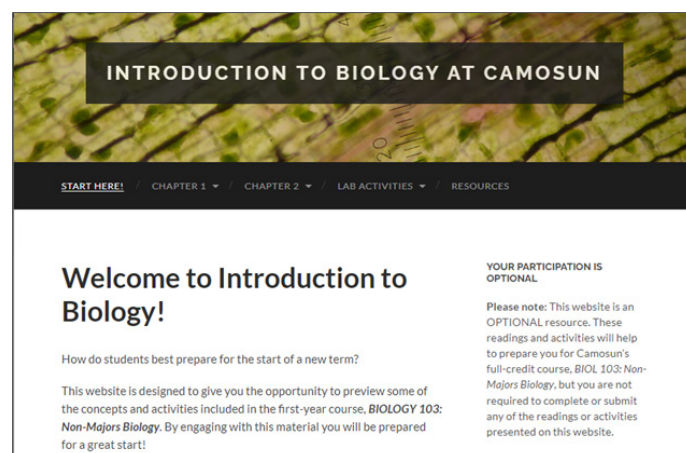 INTRODUCTION TO BIOLOGY AT CAMOSUN
20
START HERE! / CHAPTER 1 / CHAPTER 2 / LAB ACTIVITIES / RESOURCES
Welcome to Introduction to
Biology!
How do students best prepare for the start of a new term?
This website is designed to give you the opportunity to preview some of
the concepts and activities included in the first-year course, BIOLOGY 103:
Non-Majors Biology. By engaging with this material you will be prepared
for a great start!
YOUR PARTICIPATION IS
OPTIONAL
Please note: This website is an
OPTIONAL resource. These
readings and activities will help
to prepare you for Camosun's
full-credit course, BIOL 103: Non-
Majors Biology, but you are not
required to complete or submit
any of the readings or activities
presented on this website.